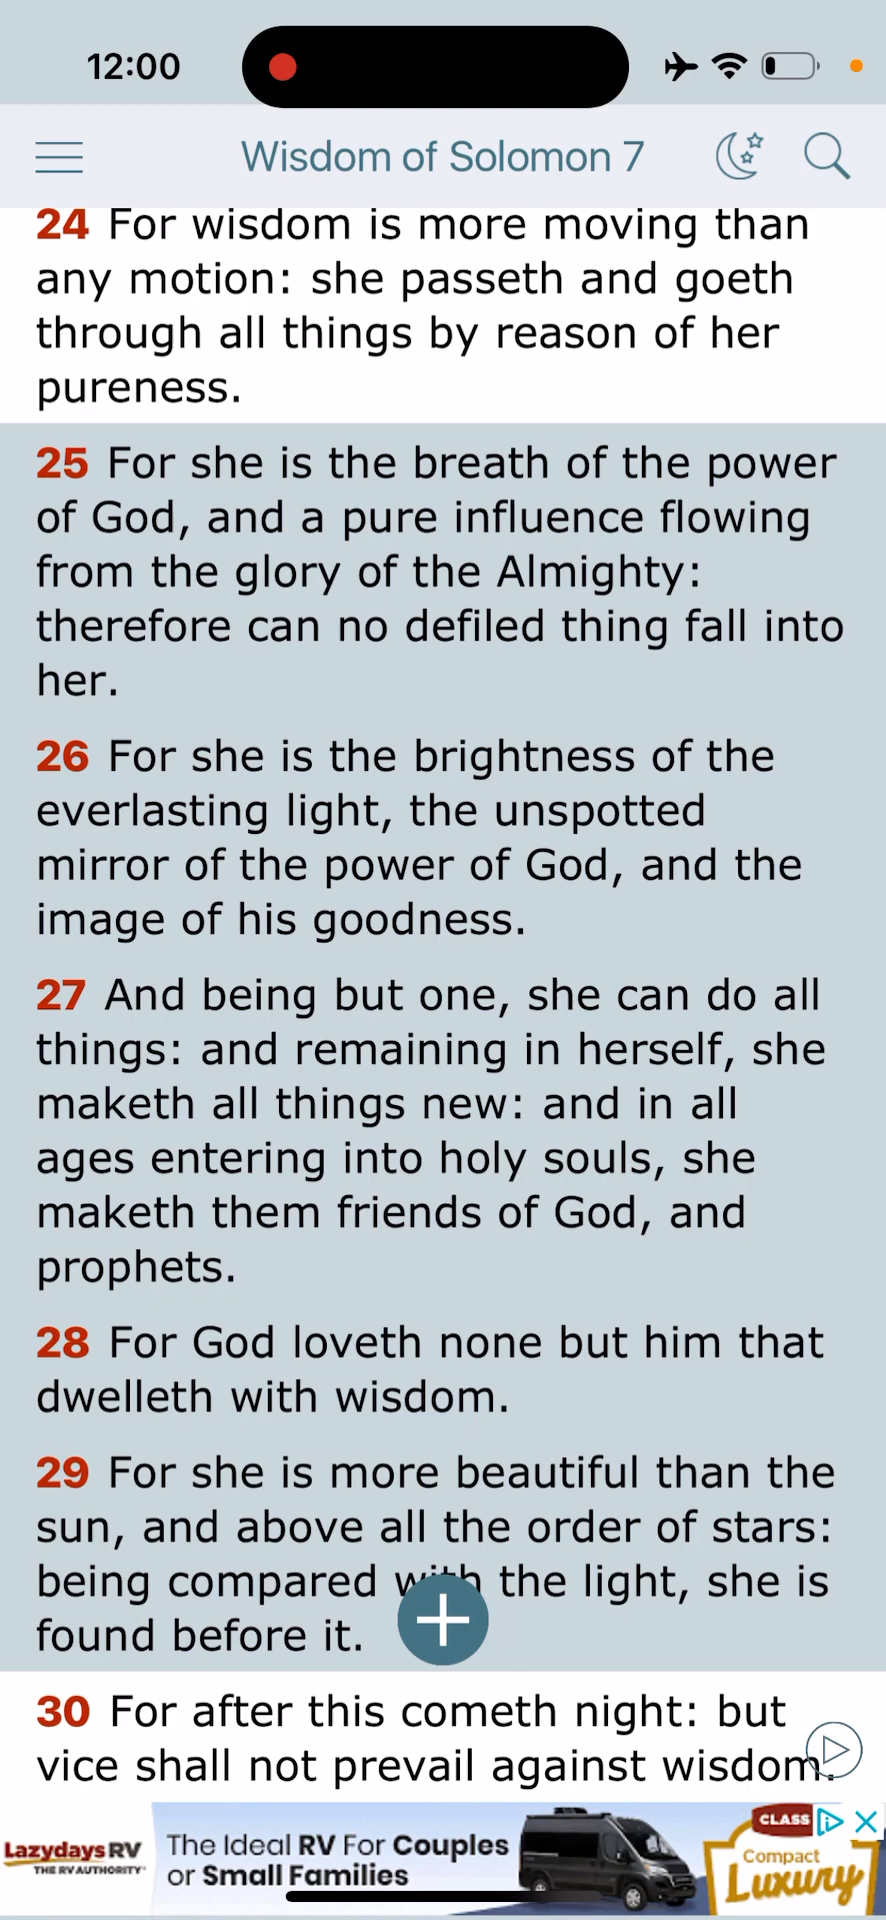 12:00
Wisdom of Solomon 7
24 For wisdom is more moving than
any motion: she passeth and goeth
through all things by reason of her
pureness.
25 For she is the breath of the power
of God, and a pure influence flowing
from the glory of the Almighty:
therefore can no defiled thing fall into
her.
26 For she is the brightness of the
everlasting light, the unspotted
mirror of the power of God, and the
image of his goodness.
27 And being but one, she can do all
things: and remaining in herself, she
maketh all things new: and in all
ages entering into holy souls, she
maketh them friends of God, and
prophets.
28 For God loveth none but him that
dwelleth with wisdom.
29 For she is more beautiful than the
sun, and above all the order of stars:
being compared with the light, she is
found before it.
30 For after this cometh night: but
vice shall not prevail against wisdom.
Lazydays RV
THE RV AUTHORITY
The Ideal RV For Couples
or Small Families
CLASS
Compact
Luxury